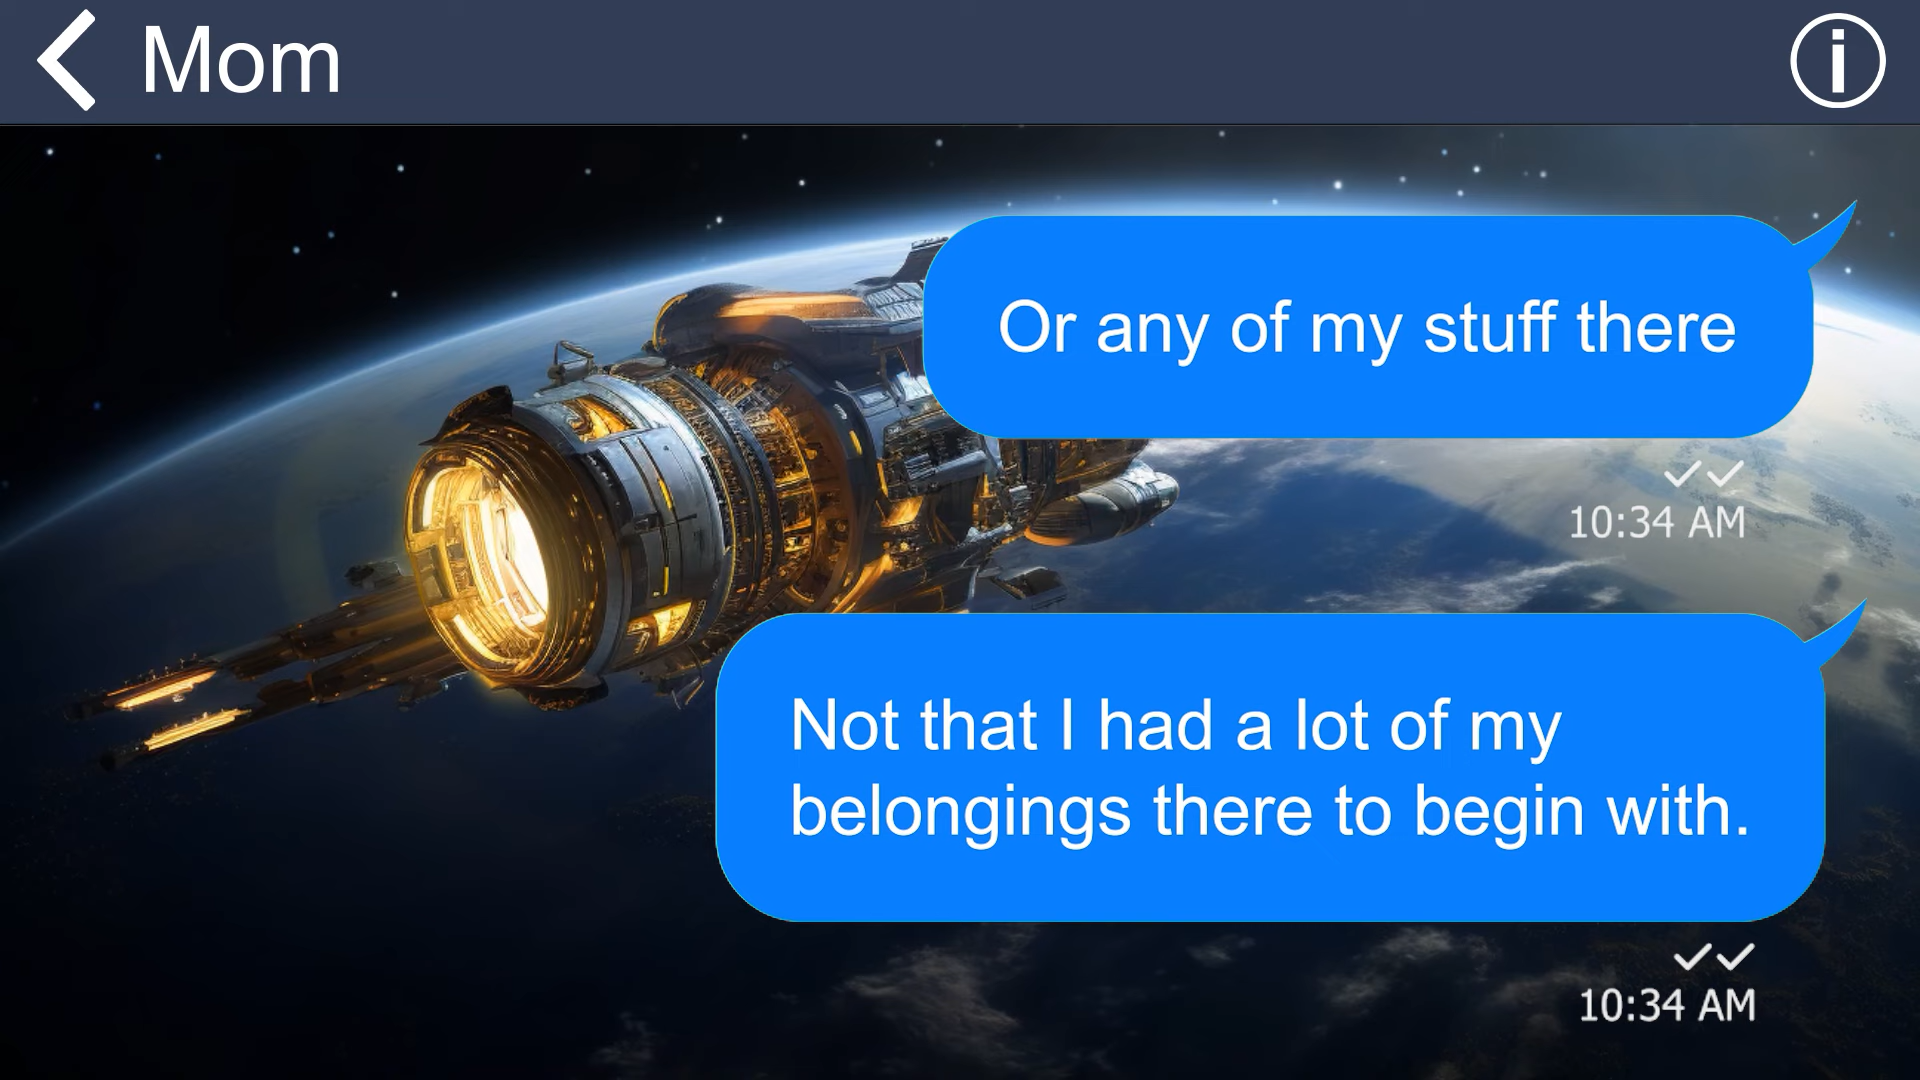 Mom
Or any of my stuff there
10:34 AM
Not that I had a lot of my
belongings there to begin with.
10:34 AM